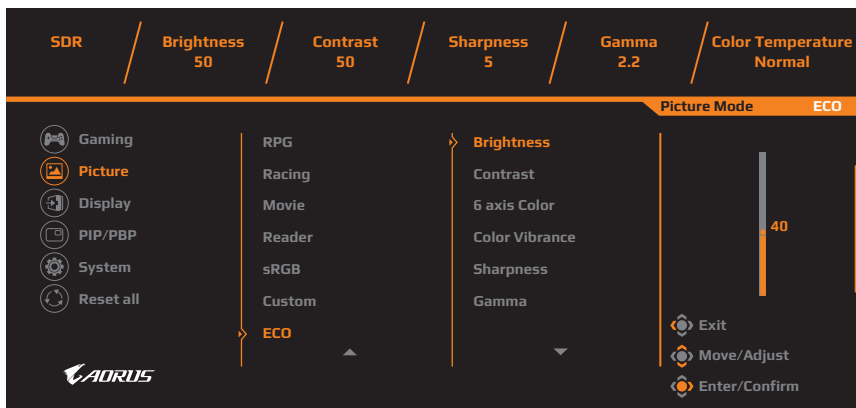 SDR
Brightness
50
Contrast
50
Sharpness
5
Gamma
2.2
Color Temperature
Normal
Picture Mode ECO
Gaming
Picture
Display
PIP/PBP
System
Reset all
RPG
Racing
Movie
Reader
sRGB
Custom
ECO
Brightness
Contrast
6 axis Color
Color Vibrance
Sharpness
Gamma
40
Exit
Move/Adjust
Enter/Confirm
AORUS